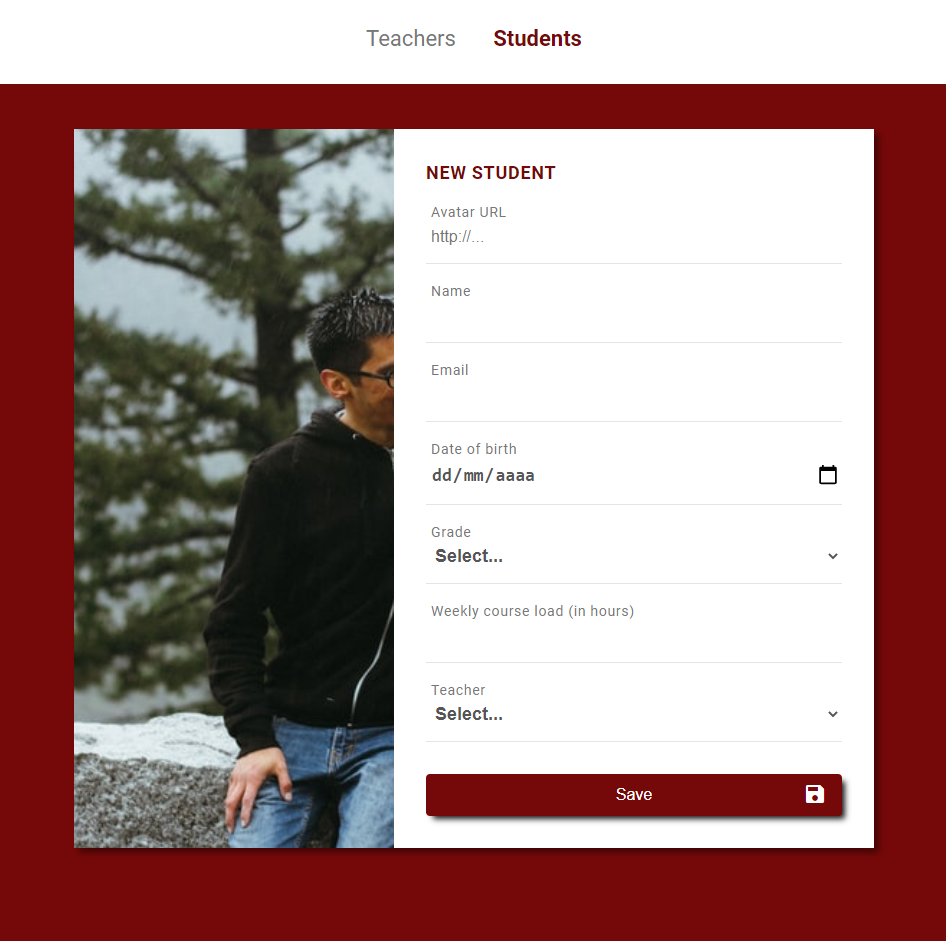 Teachers Students
NEW STUDENT
Avatar URL
http://...
Name
Email
Date of birth
dd/mm/aaaa
Grade
Select...
Weekly course load (in hours)
Teacher
Select...
Save